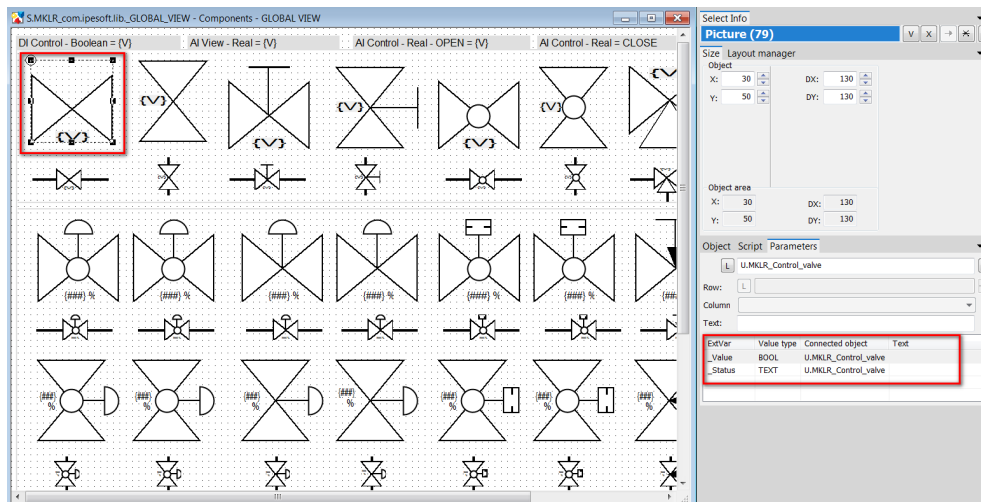 S.MKLR_com.ipesoft.lib._GLOBAL_VIEW - Components - GLOBAL VIEW
DI Control - Boolean = {V}
AI View - Real = {V}
AI Control - Real - OPEN = {V}
AI Control - Real = CLOSE
{V}
{V}
{V}
{V}
{V}
{V}
{###} %
{###} %
{###} %
{###} %
{###} %
{###} %
{###
{###}
%
{###}
%
{###}
%
{###}
%
{###}
%
{###}
%
{###}
%
Select Info
Picture (79)
V X
Size Layout manager
Object
X: 30 DX: 130
Y: 50 DY: 130
Object area
X: 30 DX: 130
Y: 50 DY: 130
Object Script Parameters
L U.MKLR_Control_valve
Row: L
Column
Text:
ExtVar Value type Connected object Text
_Value BOOL U.MKLR_Control_valve
_Status TEXT U.MKLR_Control_valve